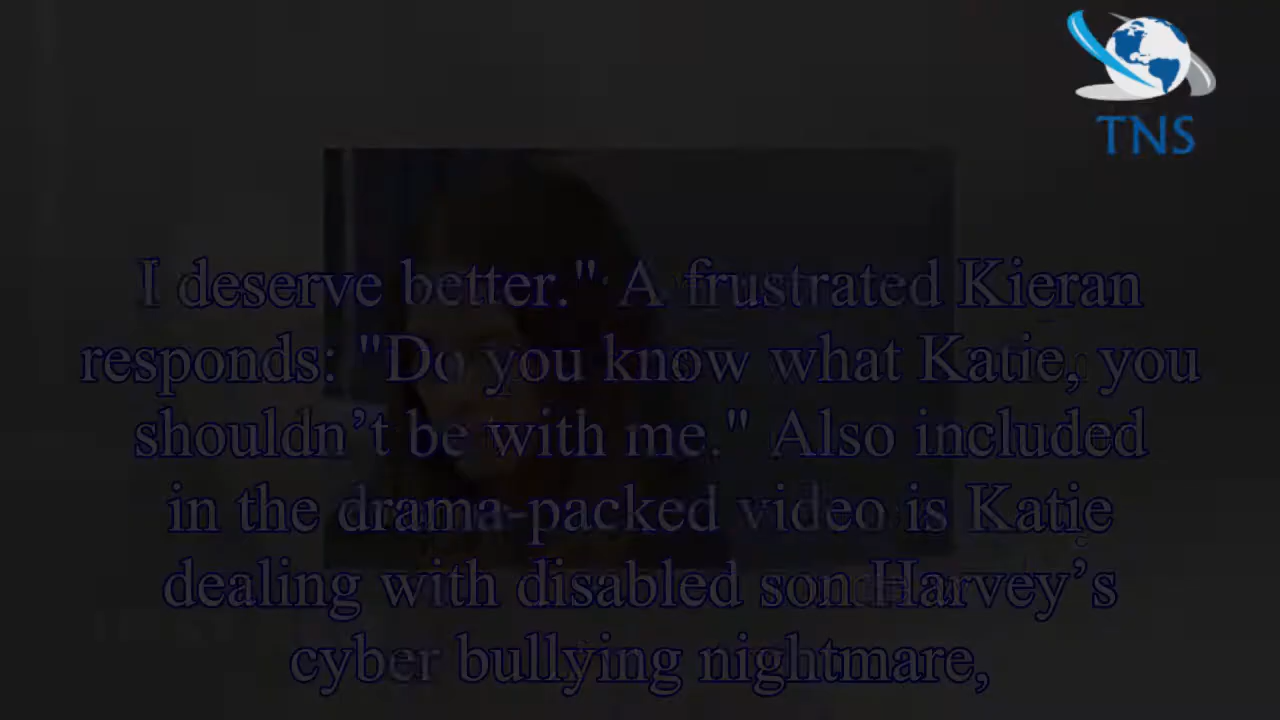 TNS
I deserve better." A frustrated Kieran
responds: "Do you know what Katie, you
shouldn’t be with me." Also included
in the drama-packed video is Katie
dealing with disabled son Harvey’s
cyber bullying nightmare,